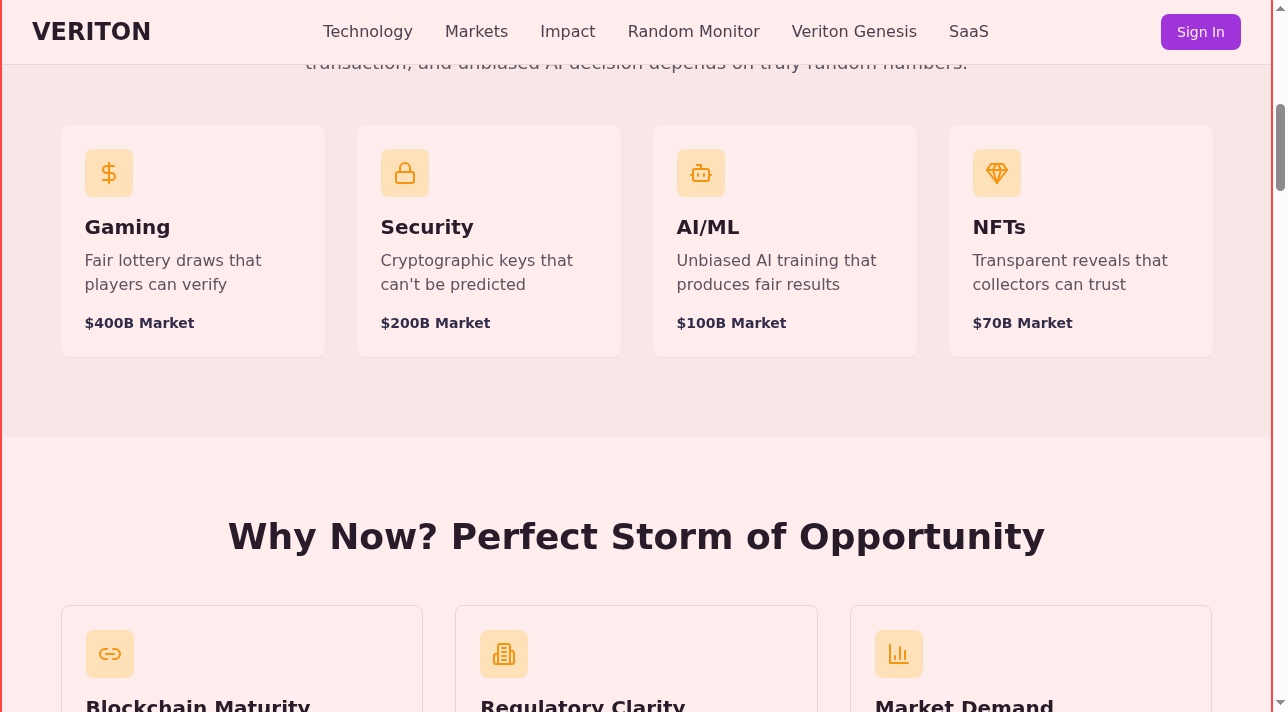 VERITON
Technology
Markets
Impact
Random Monitor
Veriton Genesis
SaaS
Sign In
transaction, and unbiased AI decision depends on truly random numbers.
Gaming
Fair lottery draws that
players can verify
$400B Market
Security
Cryptographic keys that
can't be predicted
$200B Market
AI/ML
Unbiased AI training that
produces fair results
$100B Market
NFTs
Transparent reveals that
collectors can trust
$70B Market
Why Now? Perfect Storm of Opportunity
Blockchain Maturity
Regulatory Clarity
Market Demand